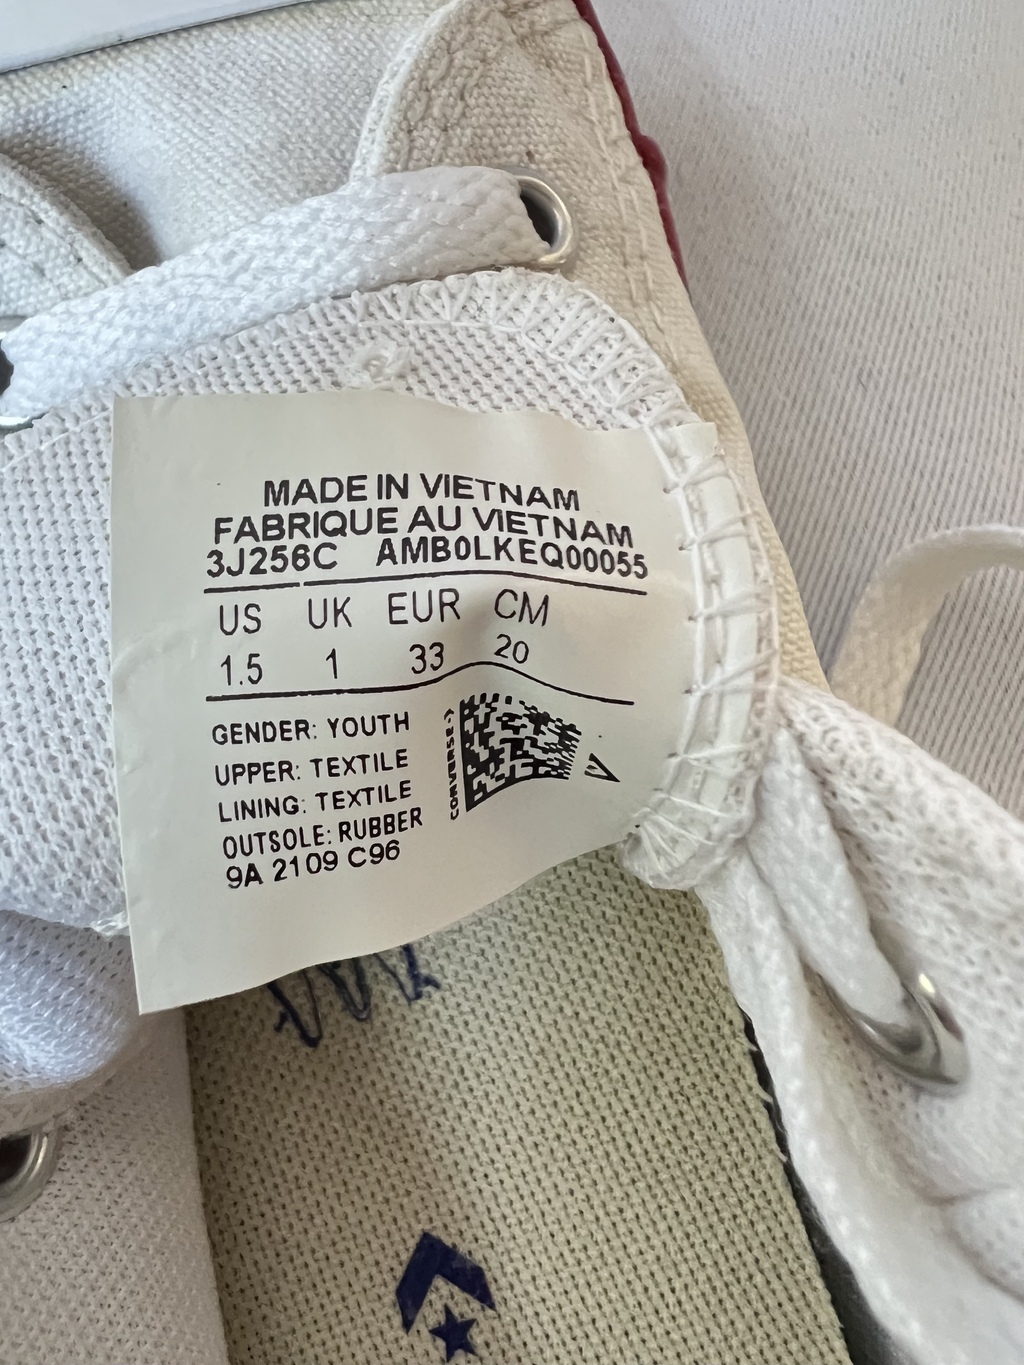 MADE IN VIETNAM
FABRIQUE AU VIETNAM
3J256C AMB0LKEQ00055
US UK EUR CM
1.5 1 33 20
GENDER: YOUTH
UPPER: TEXTILE
LINING: TEXTILE
OUTSOLE: RUBBER
9A 2109 C96
CONVERSE
V